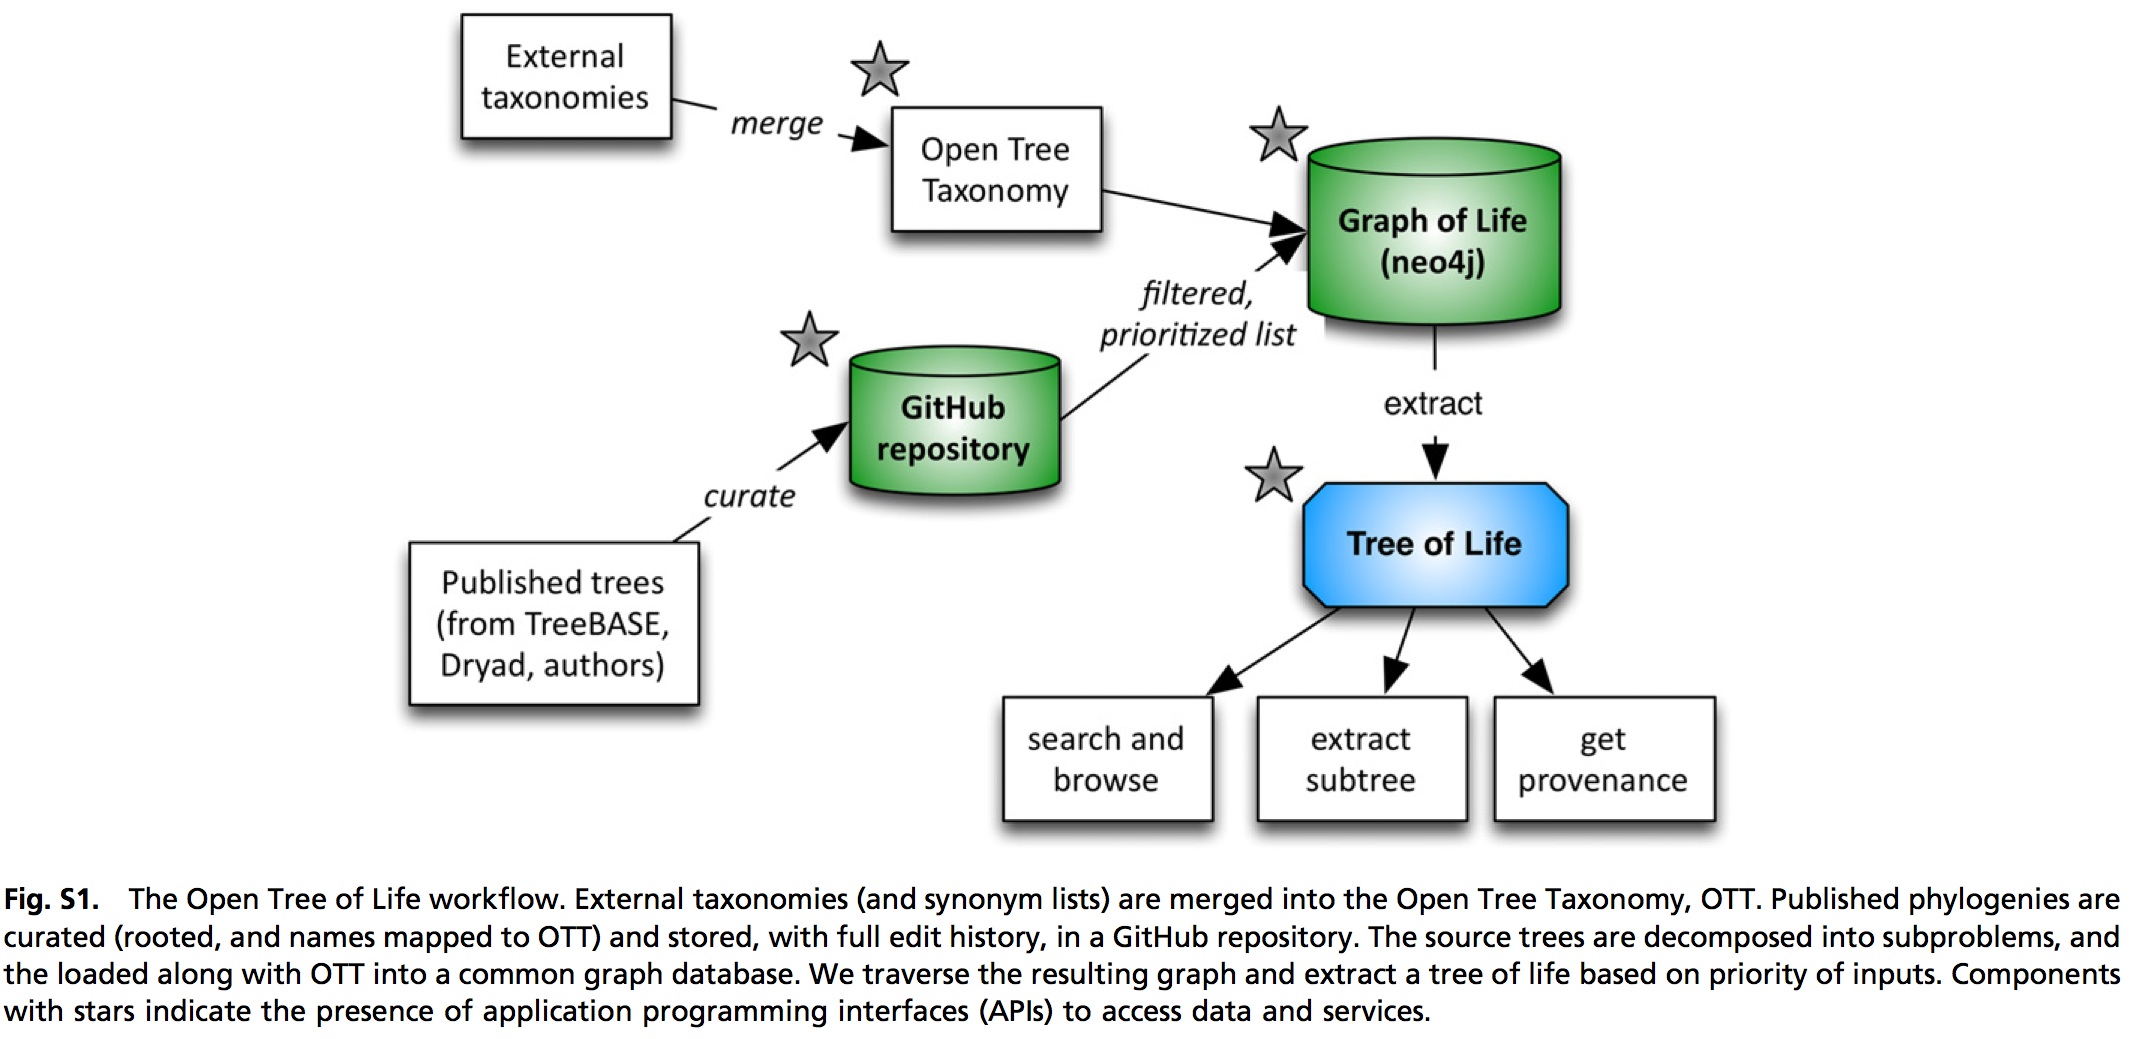 External
taxonomies
merge
Open Tree
Taxonomy
Graph of Life
(neo4j)
filtered,
prioritized list
GitHub
repository
curate
Published trees
(from TreeBASE,
Dryad, authors)
extract
Tree of Life
search and
browse
extract
subtree
get
provenance
Fig. S1. The Open Tree of Life workflow. External taxonomies (and synonym lists) are merged into the Open Tree Taxonomy, OTT. Published phylogenies are
curated (rooted, and names mapped to OTT) and stored, with full edit history, in a GitHub repository. The source trees are decomposed into subproblems, and
the loaded along with OTT into a common graph database. We traverse the resulting graph and extract a tree of life based on priority of inputs. Components
with stars indicate the presence of application programming interfaces (APIs) to access data and services.